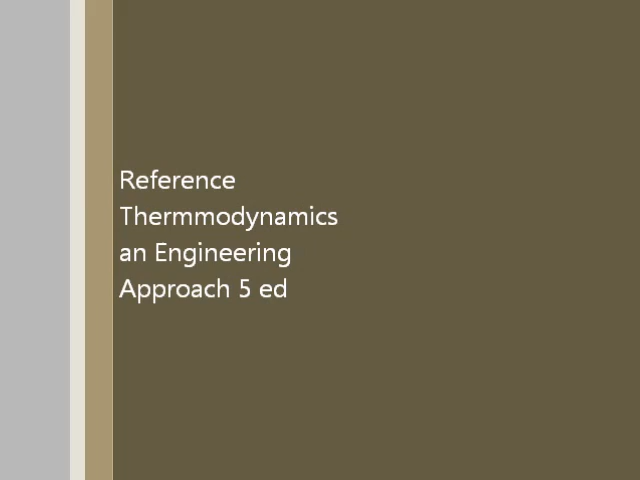 Reference
Thermmodynamics
an Engineering
Approach 5 ed